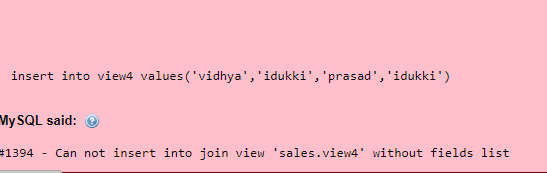 insert into view4 values('vidhya','idukki','prasad','idukki')
MySQL said:
#1394 - Can not insert into join view 'sales.view4' without fields list